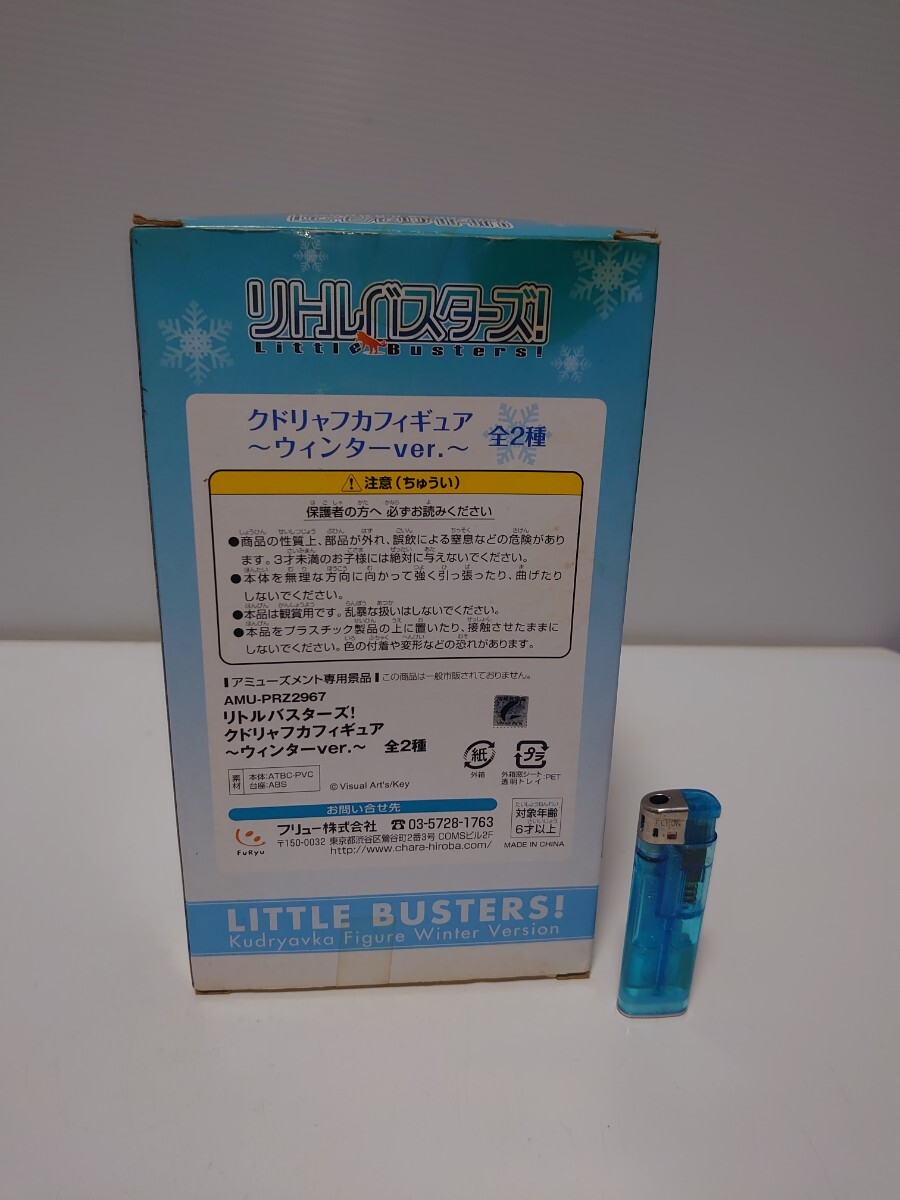 リトルバスターズ!
Little Busters!
クドリャフカフィギュア
～ウィンターver.～
全2種
注意(ちゅうい)
保護者の方へ 必ずお読みください
●商品の性質上、部品が外れ、誤飲による窒息などの危険があり
ます。3才未満のお子様には絶対に与えないでください。
●本体を無理な方向に向かって強く引っ張ったり、曲げたり
しないでください。
●本品は観賞用です。乱暴な扱いはしないでください。
●本品をプラスチック製品の上に置いたり、接触させたままに
しないでください。色の付着や変形などの恐れがあります。
アミューズメント専用景品 この商品は一般市販されておりません。
AMU-PRZ2967
リトルバスターズ!
クドリャフカフィギュア
～ウィンターver.～ 全2種
紙
外箱
プラ
外箱窓シート・
透明トレイ:PET
素材
本体:ATBC-PVC
台座:ABS
© Visual Art's/Key
お問い合せ先
FuRyu
フリュー株式会社 ☎03-5728-1763
〒150-0032 東京都渋谷区鶯谷町2番3号 COMSビル2F
http://www.chara-hiroba.com/
たいしょうねんれい
対象年齢
さいいじょう
6才以上
MADE IN CHINA
LITTLE BUSTERS!
Kudryavka Figure Winter Version